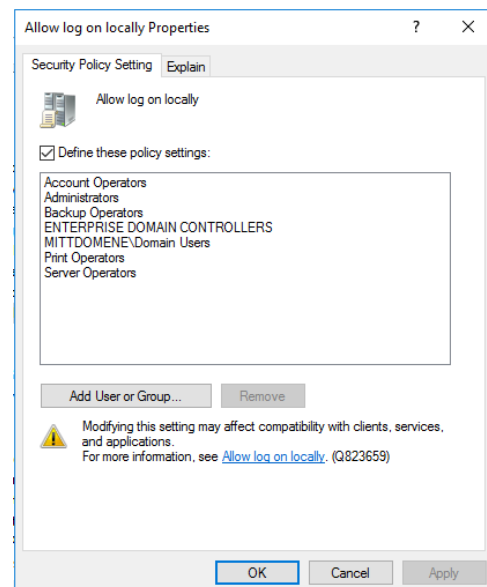 Allow log on locally Properties
Security Policy Setting
Explain
Allow log on locally
Define these policy settings:
Account Operators
Administrators
Backup Operators
ENTERPRISE DOMAIN CONTROLLERS
MITTDOMENE\Domain Users
Print Operators
Server Operators
Add User or Group...
Remove
Modifying this setting may affect compatibility with clients, services,
and applications.
For more information, see Allow log on locally. (Q823659)
OK
Cancel
Apply